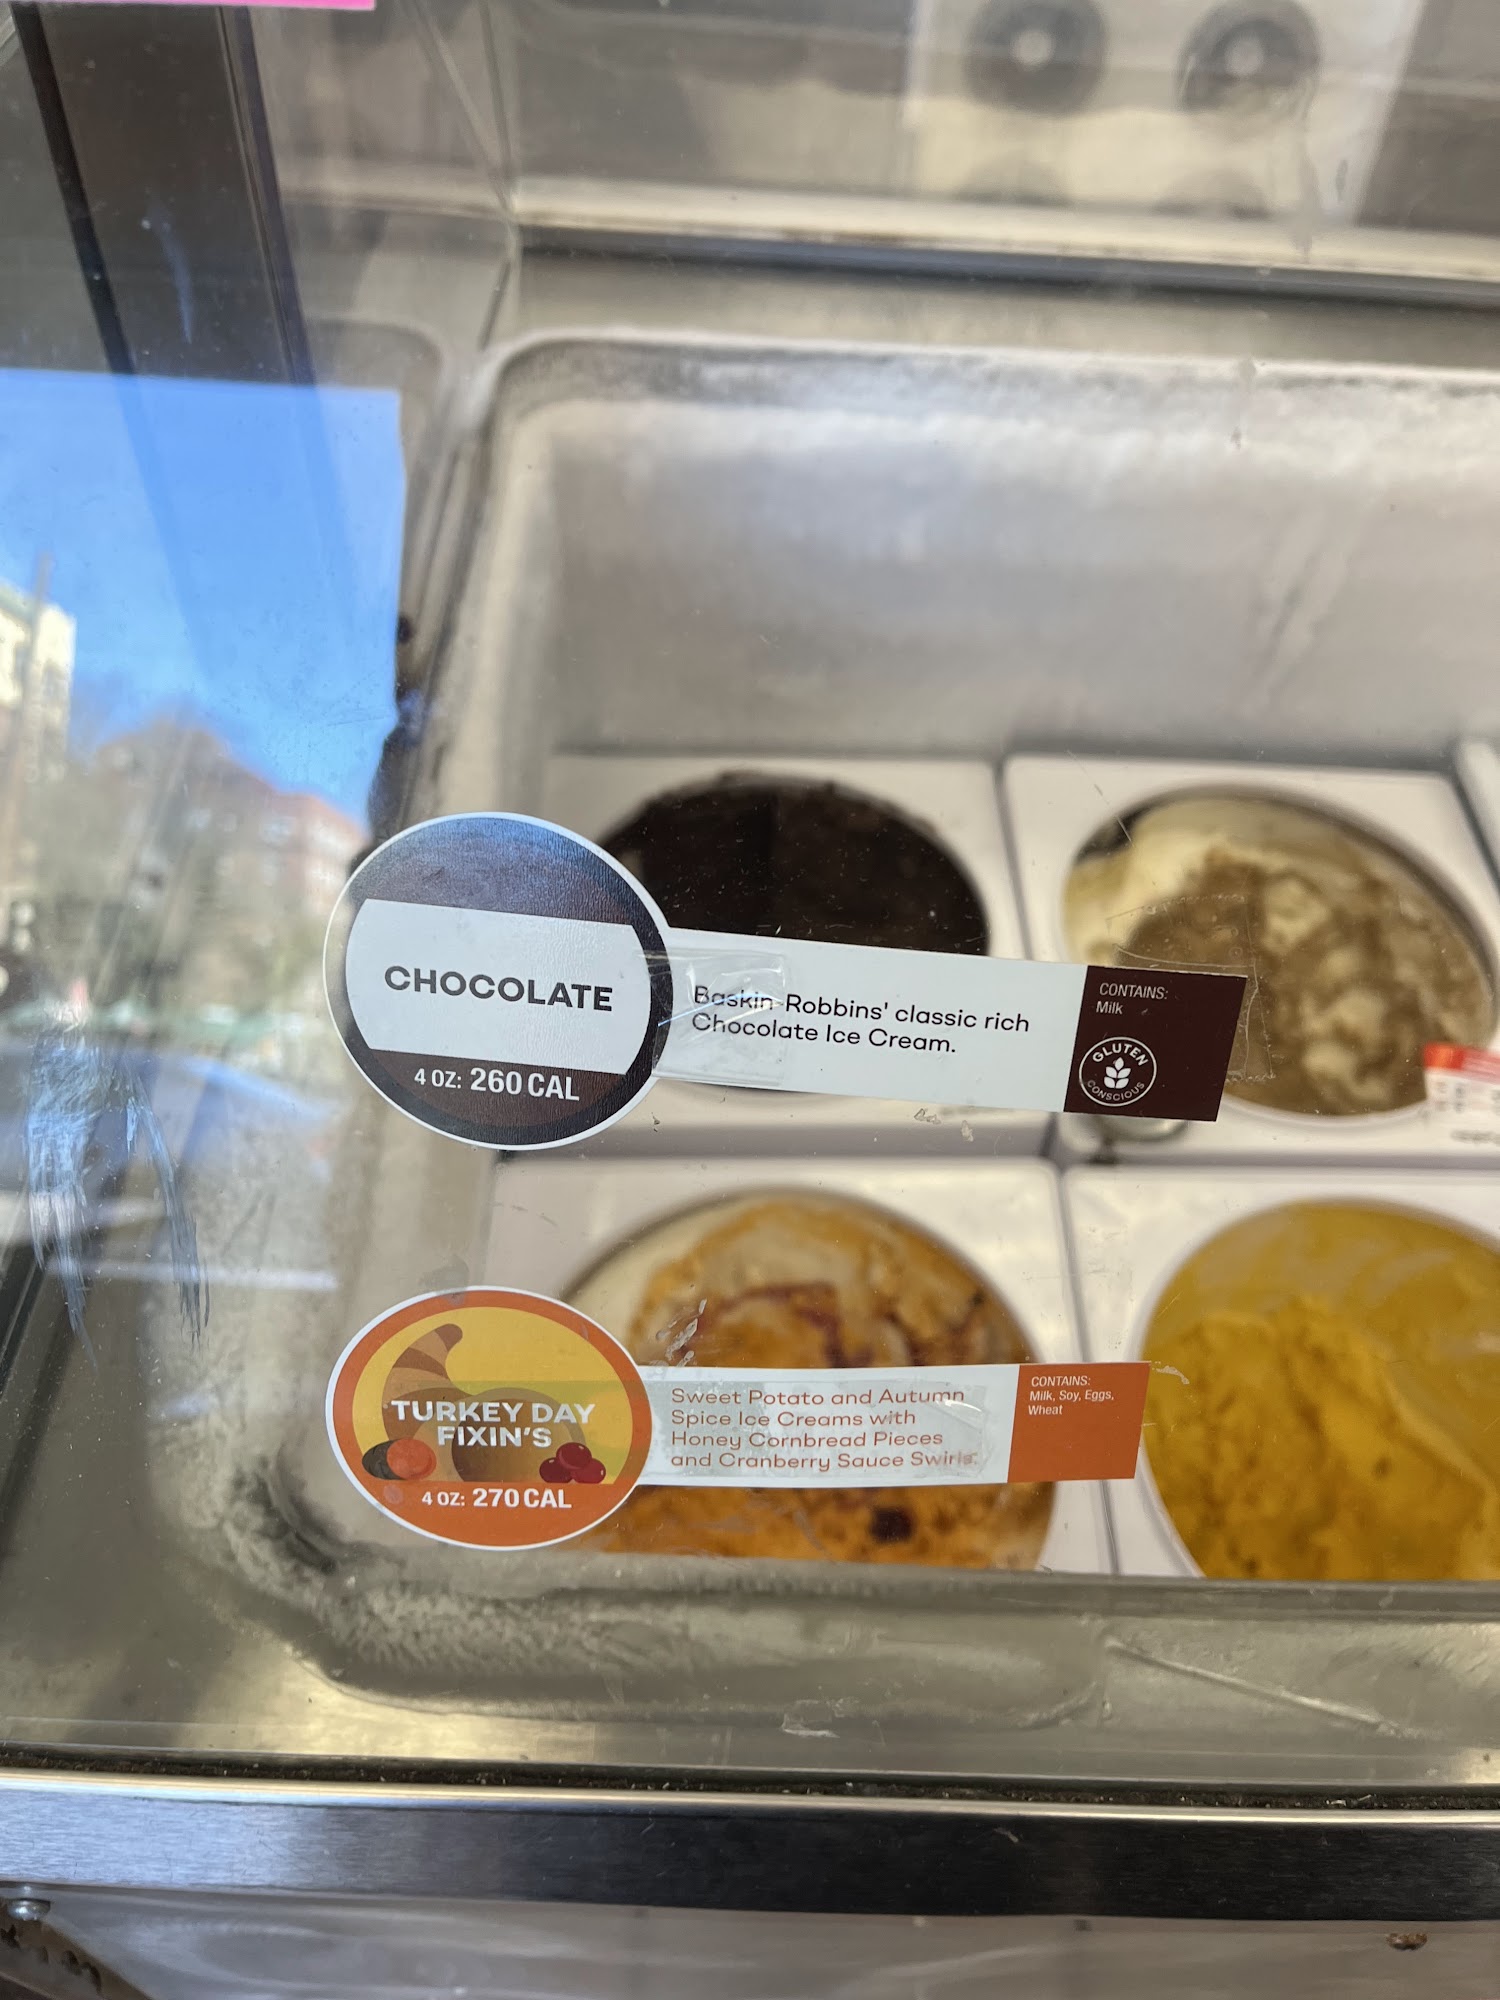 CHOCOLATE
4 OZ: 260 CAL
Baskin-Robbins' classic rich
Chocolate Ice Cream.
CONTAINS:
Milk
GLUTEN
CONSCIOUS
TURKEY DAY
FIXIN'S
4 OZ: 270 CAL
Sweet Potato and Autumn
Spice Ice Creams with
Honey Cornbread Pieces
and Cranberry Sauce Swirls.
CONTAINS:
Milk, Soy, Eggs,
Wheat